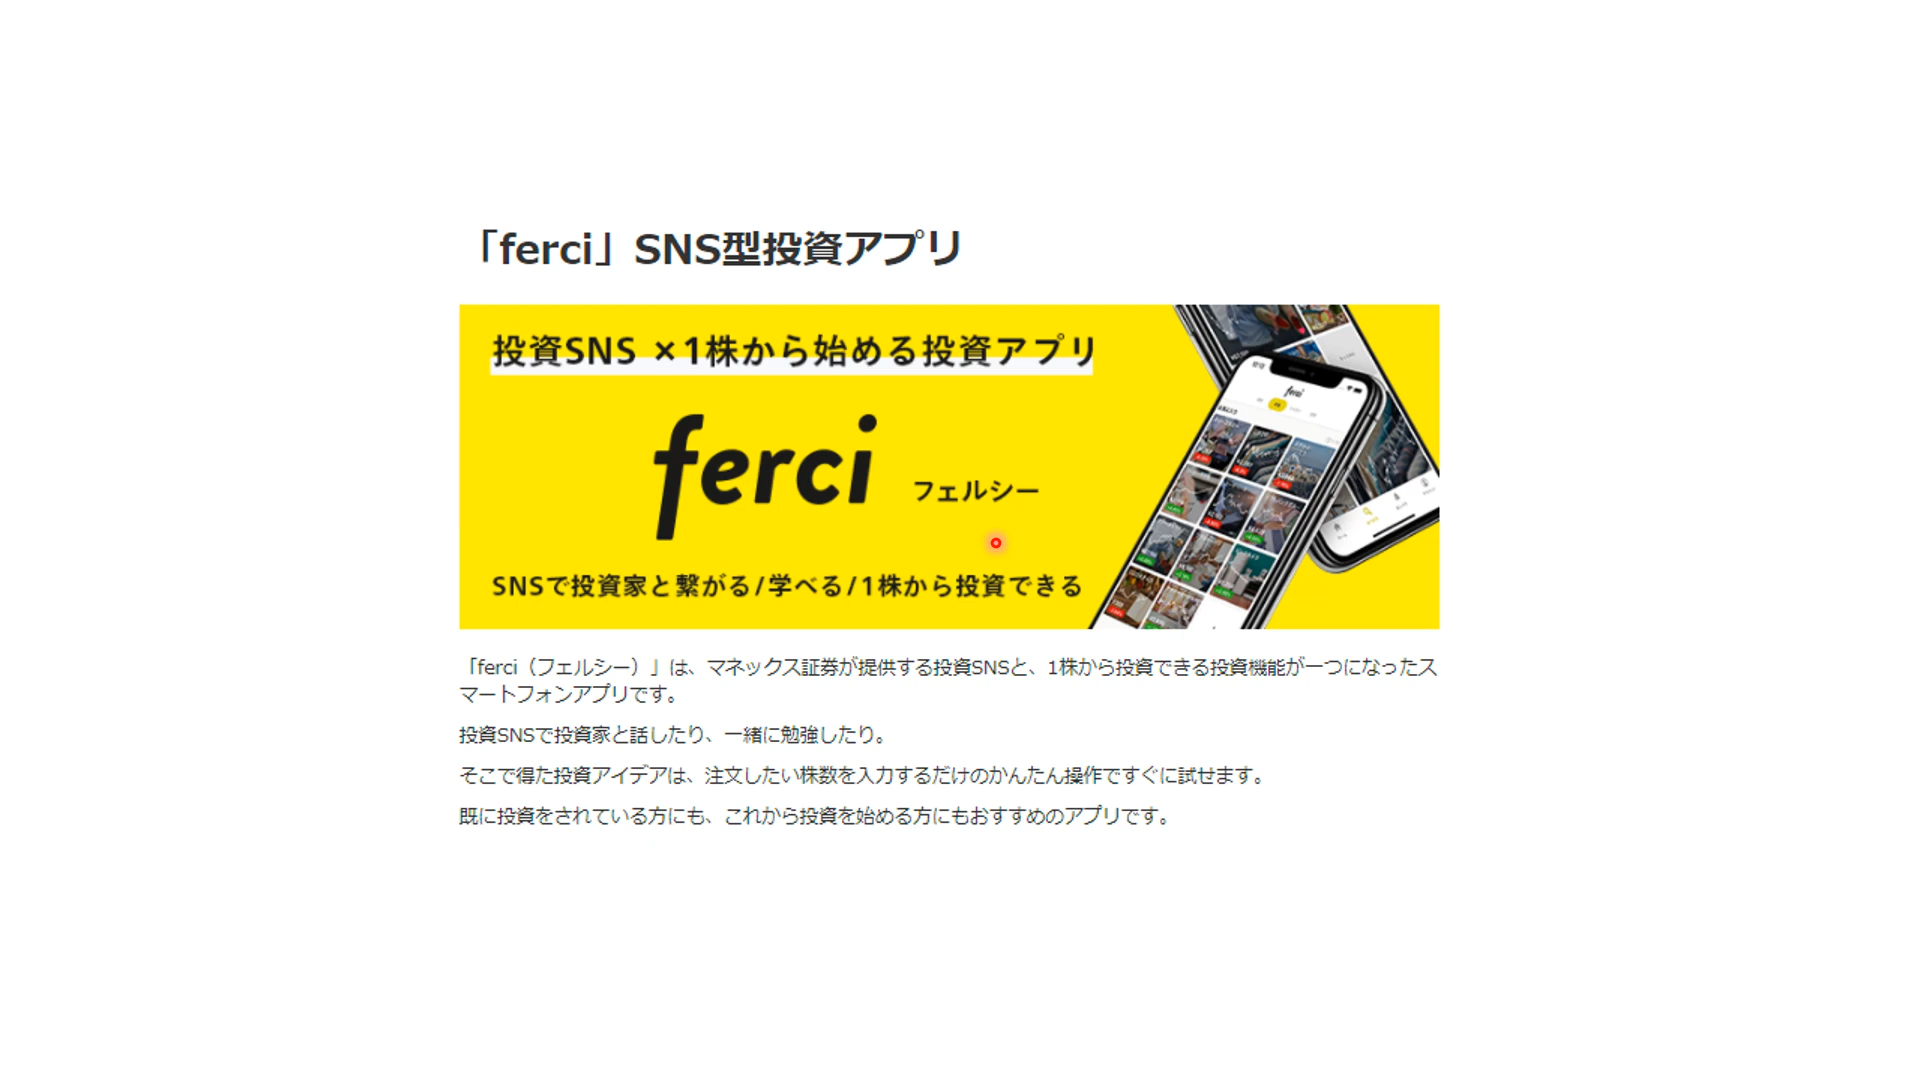 「ferci」SNS型投資アプリ
投資SNS ×1株から始める投資アプリ
ferci フェルシー
SNSで投資家と繋がる/学べる/1株から投資できる
ferci
「ferci（フェルシー）」は、マネックス証券が提供する投資SNSと、1株から投資できる投資機能が一つになったス
マートフォンアプリです。
投資SNSで投資家と話したり、一緒に勉強したり。
そこで得た投資アイデアは、注文したい株数を入力するだけのかんたん操作ですぐに試せます。
既に投資をされている方にも、これから投資を始める方にもおすすめのアプリです。